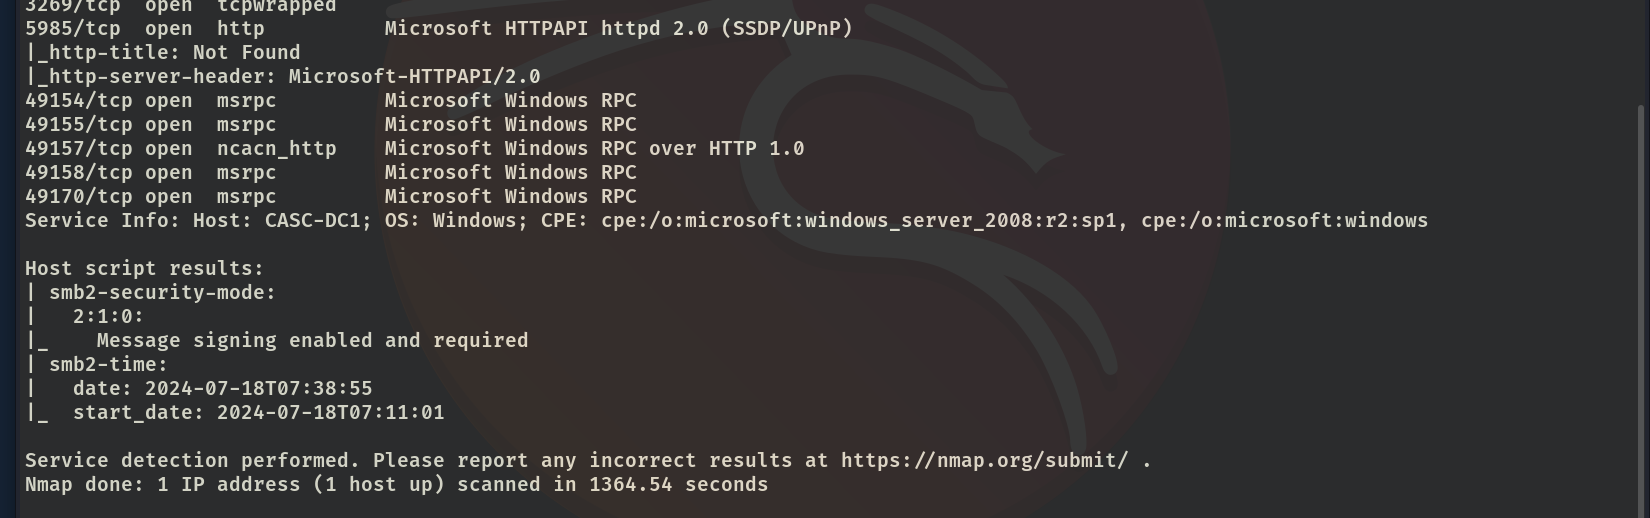 3269/tcp  open  tcpwrapped
5985/tcp  open  http         Microsoft HTTPAPI httpd 2.0 (SSDP/UPnP)
|_http-title: Not Found
|_http-server-header: Microsoft-HTTPAPI/2.0
49154/tcp open  msrpc        Microsoft Windows RPC
49155/tcp open  msrpc        Microsoft Windows RPC
49157/tcp open  ncacn_http   Microsoft Windows RPC over HTTP 1.0
49158/tcp open  msrpc        Microsoft Windows RPC
49170/tcp open  msrpc        Microsoft Windows RPC
Service Info: Host: CASC-DC1; OS: Windows; CPE: cpe:/o:microsoft:windows_server_2008:r2:sp1, cpe:/o:microsoft:windows

Host script results:
| smb2-security-mode:
|   2:1:0:
|_    Message signing enabled and required
| smb2-time:
|   date: 2024-07-18T07:38:55
|_  start_date: 2024-07-18T07:11:01

Service detection performed. Please report any incorrect results at https://nmap.org/submit/ .
Nmap done: 1 IP address (1 host up) scanned in 1364.54 seconds